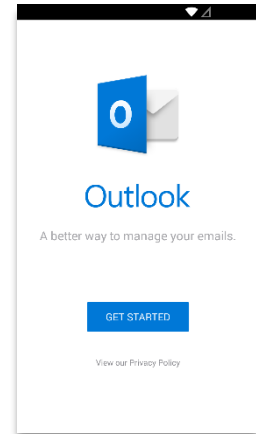 O
Outlook
A better way to manage your emails.
GET STARTED
View our Privacy Policy